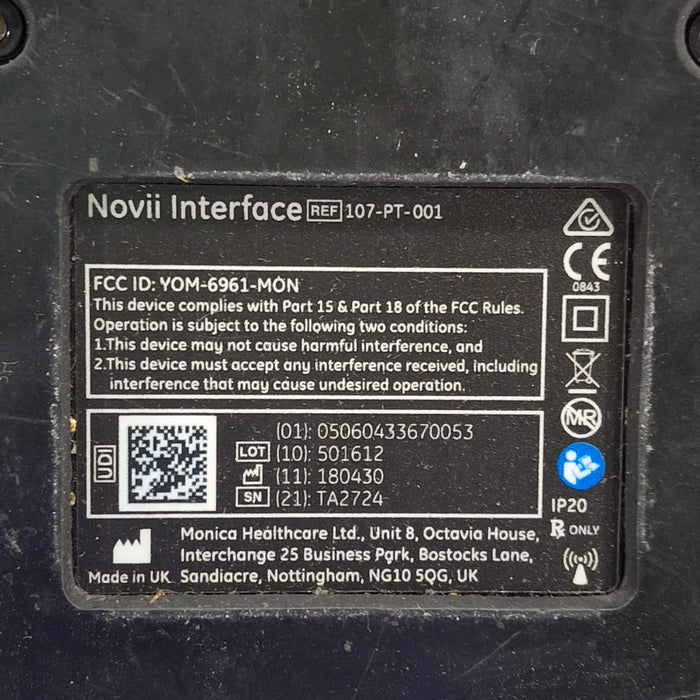 Novii Interface REF 107-PT-001
FCC ID: YOM-6961-MON
This device complies with Part 15 & Part 18 of the FCC Rules.
Operation is subject to the following two conditions:
1.This device may not cause harmful interference, and
2.This device must accept any interference received, including
interference that may cause undesired operation.
CE
0843
MR
UDI
(01): 05060433670053
LOT (10): 501612
(11): 180430
SN (21): TA2724
IP20
Rx ONLY
Monica Healthcare Ltd., Unit 8, Octavia House,
Interchange 25 Business Park, Bostocks Lane,
Made in UK Sandiacre, Nottingham, NG10 5QG, UK